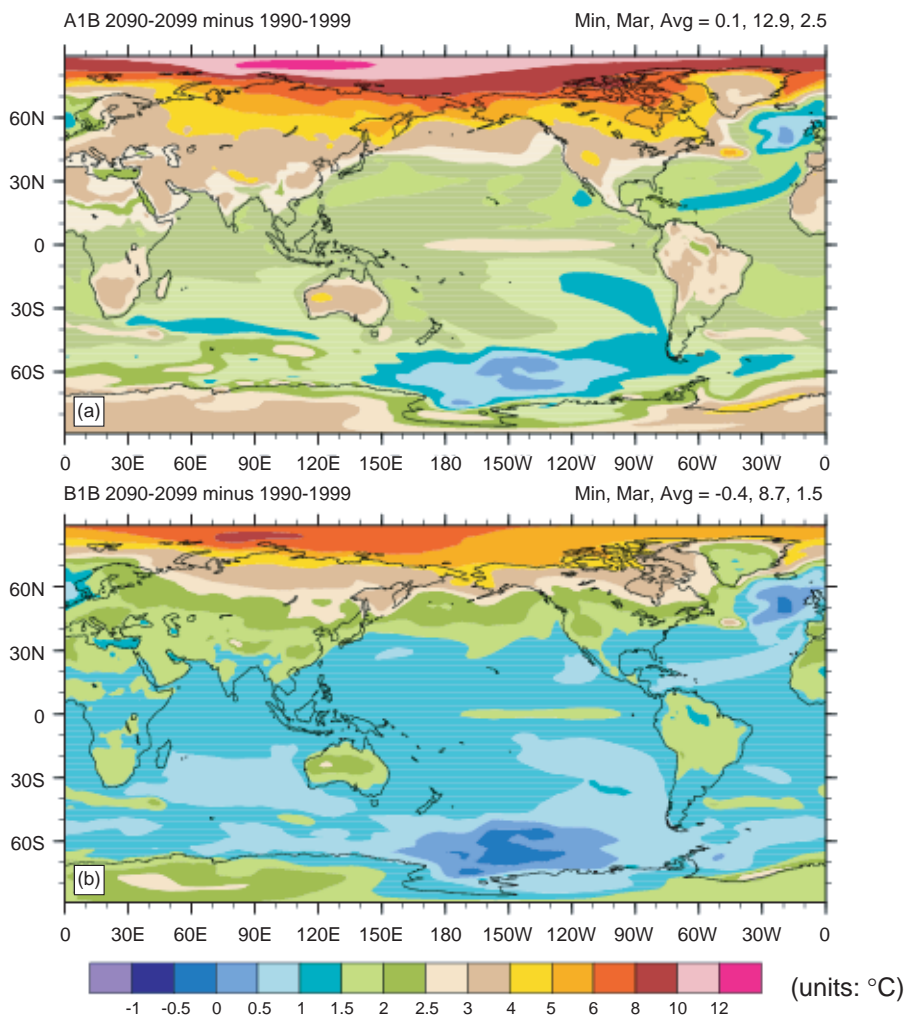 A1B 2090-2099 minus 1990-1999 Min, Mar, Avg = 0.1, 12.9, 2.5
60N
30N
0
30S
60S
(a)
0 30E 60E 90E 120E 150E 180 150W 120W 90W 60W 30W 0
B1B 2090-2099 minus 1990-1999 Min, Mar, Avg = -0.4, 8.7, 1.5
60N
30N
0
30S
60S
(b)
0 30E 60E 90E 120E 150E 180 150W 120W 90W 60W 30W 0
-1 -0.5 0 0.5 1 1.5 2 2.5 3 4 5 6 8 10 12 (units: °C)